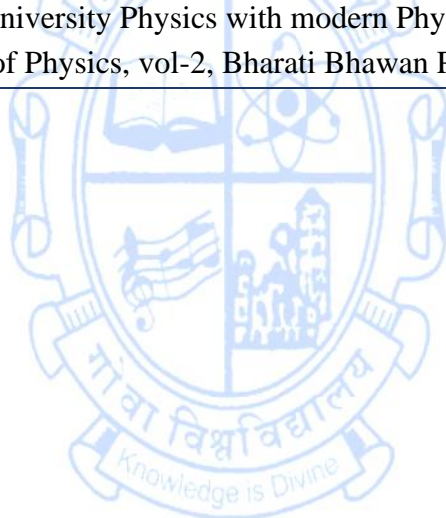 niversity Physics with modern Phy
of Physics, vol-2, Bharati Bhawan
गोंवा विश्वविद्यालय
Knowledge is Divine